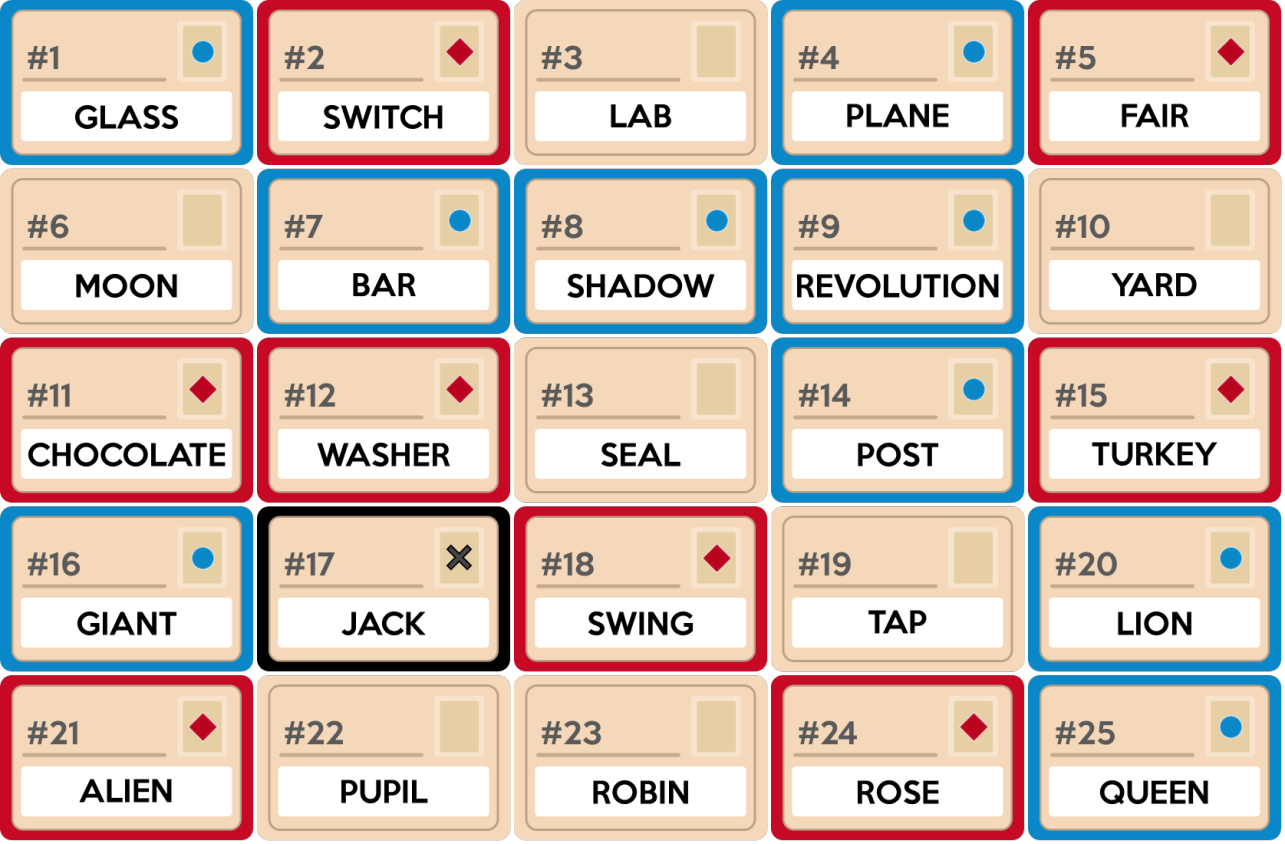 #1
GLASS
#2
SWITCH
#3
LAB
#4
PLANE
#5
FAIR
#6
MOON
#7
BAR
#8
SHADOW
#9
REVOLUTION
#10
YARD
#11
CHOCOLATE
#12
WASHER
#13
SEAL
#14
POST
#15
TURKEY
#16
GIANT
#17
JACK
#18
SWING
#19
TAP
#20
LION
#21
ALIEN
#22
PUPIL
#23
ROBIN
#24
ROSE
#25
QUEEN